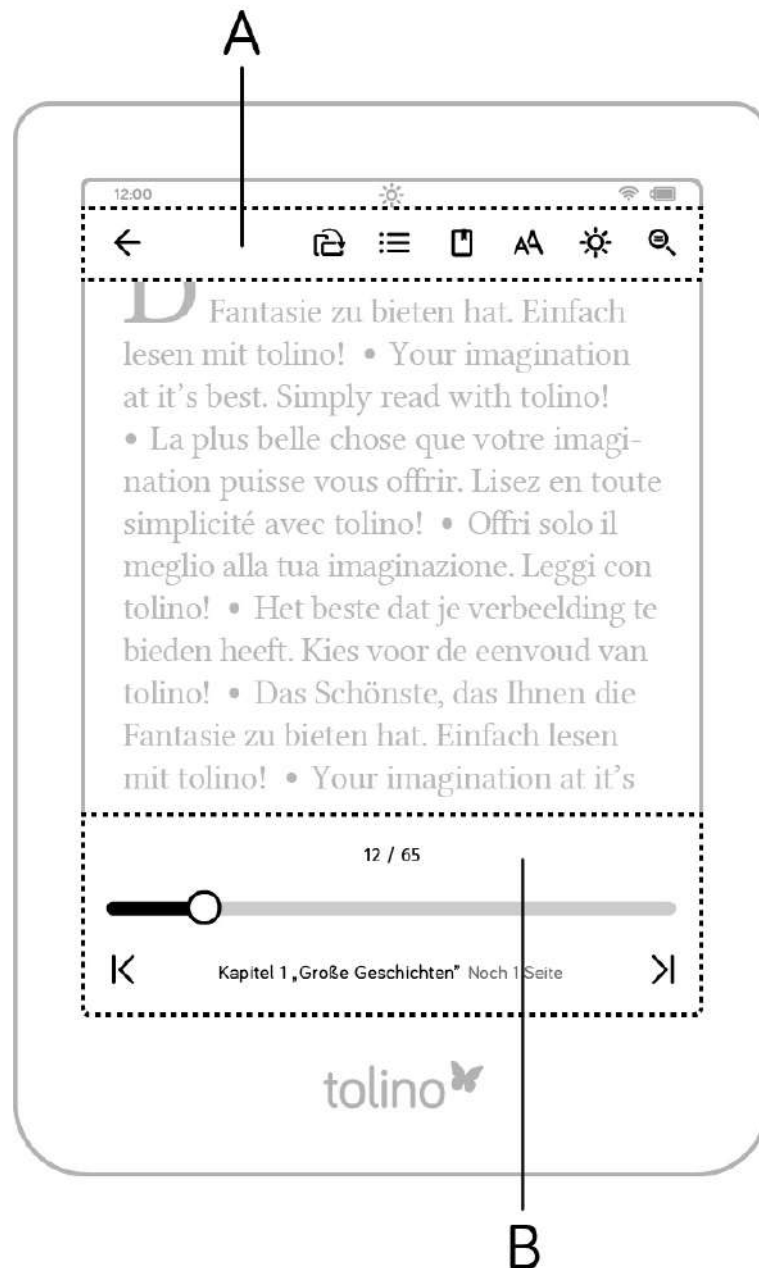 A
12:00
D
Fantasie zu bieten hat. Einfach
lesen mit tolino! • Your imagination
at it's best. Simply read with tolino!
• La plus belle chose que votre imagi-
nation puisse vous offrir. Lisez en toute
simplicité avec tolino! • Offri solo il
meglio alla tua imaginazione. Leggi con
tolino! • Het beste dat je verbeelding te
bieden heeft. Kies voor de eenvoud van
tolino! • Das Schönste, das Ihnen die
Fantasie zu bieten hat. Einfach lesen
mit tolino! • Your imagination at it's
12 / 65
Kapitel 1 „Große Geschichten" Noch 1 Seite
tolino
B